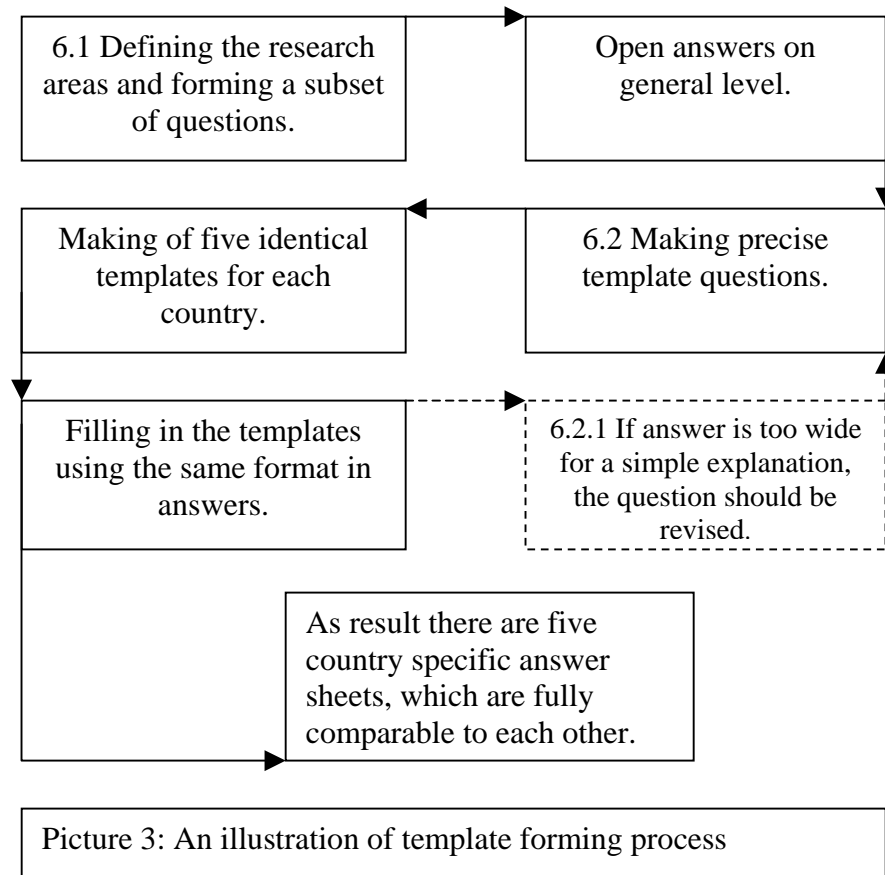 6.1 Defining the research
areas and forming a subset
of questions.
Open answers on
general level.
Making of five identical
templates for each
country.
6.2 Making precise
template questions.
Filling in the templates
using the same format in
answers.
6.2.1 If answer is too wide
for a simple explanation,
the question should be
revised.
As result there are five
country specific answer
sheets, which are fully
comparable to each other.
Picture 3: An illustration of template forming process